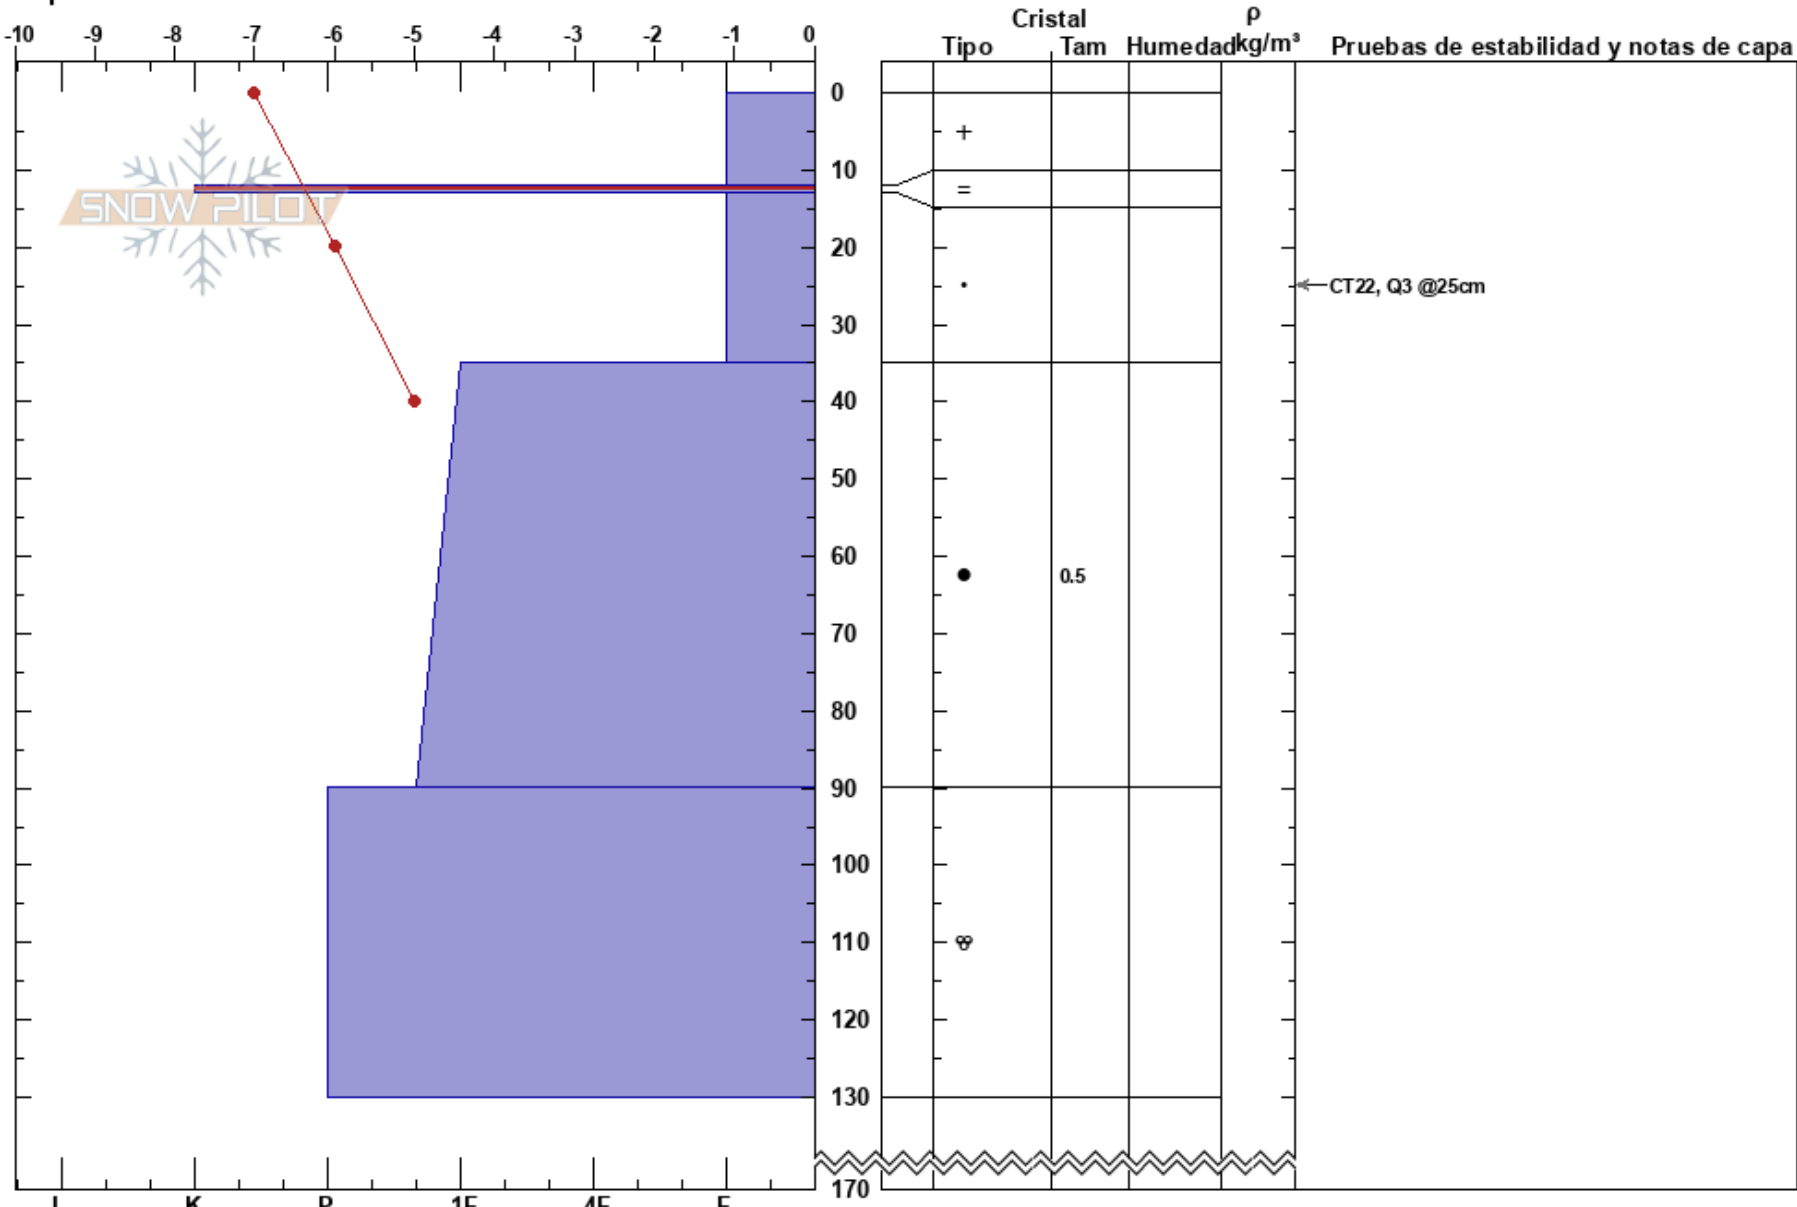 Cristal
ρ
-10 -9 -8 -7 -6 -5 -4 -3 -2 -1 0
Tipo Tam Humedad kg/m³ Pruebas de estabilidad y notas de capa
0
+
10
SNOW PILOT
=
20
CT22, Q3 @25cm
30
40
50
60
0.5
70
80
90
100
110
120
130
170
K 1F 4F F